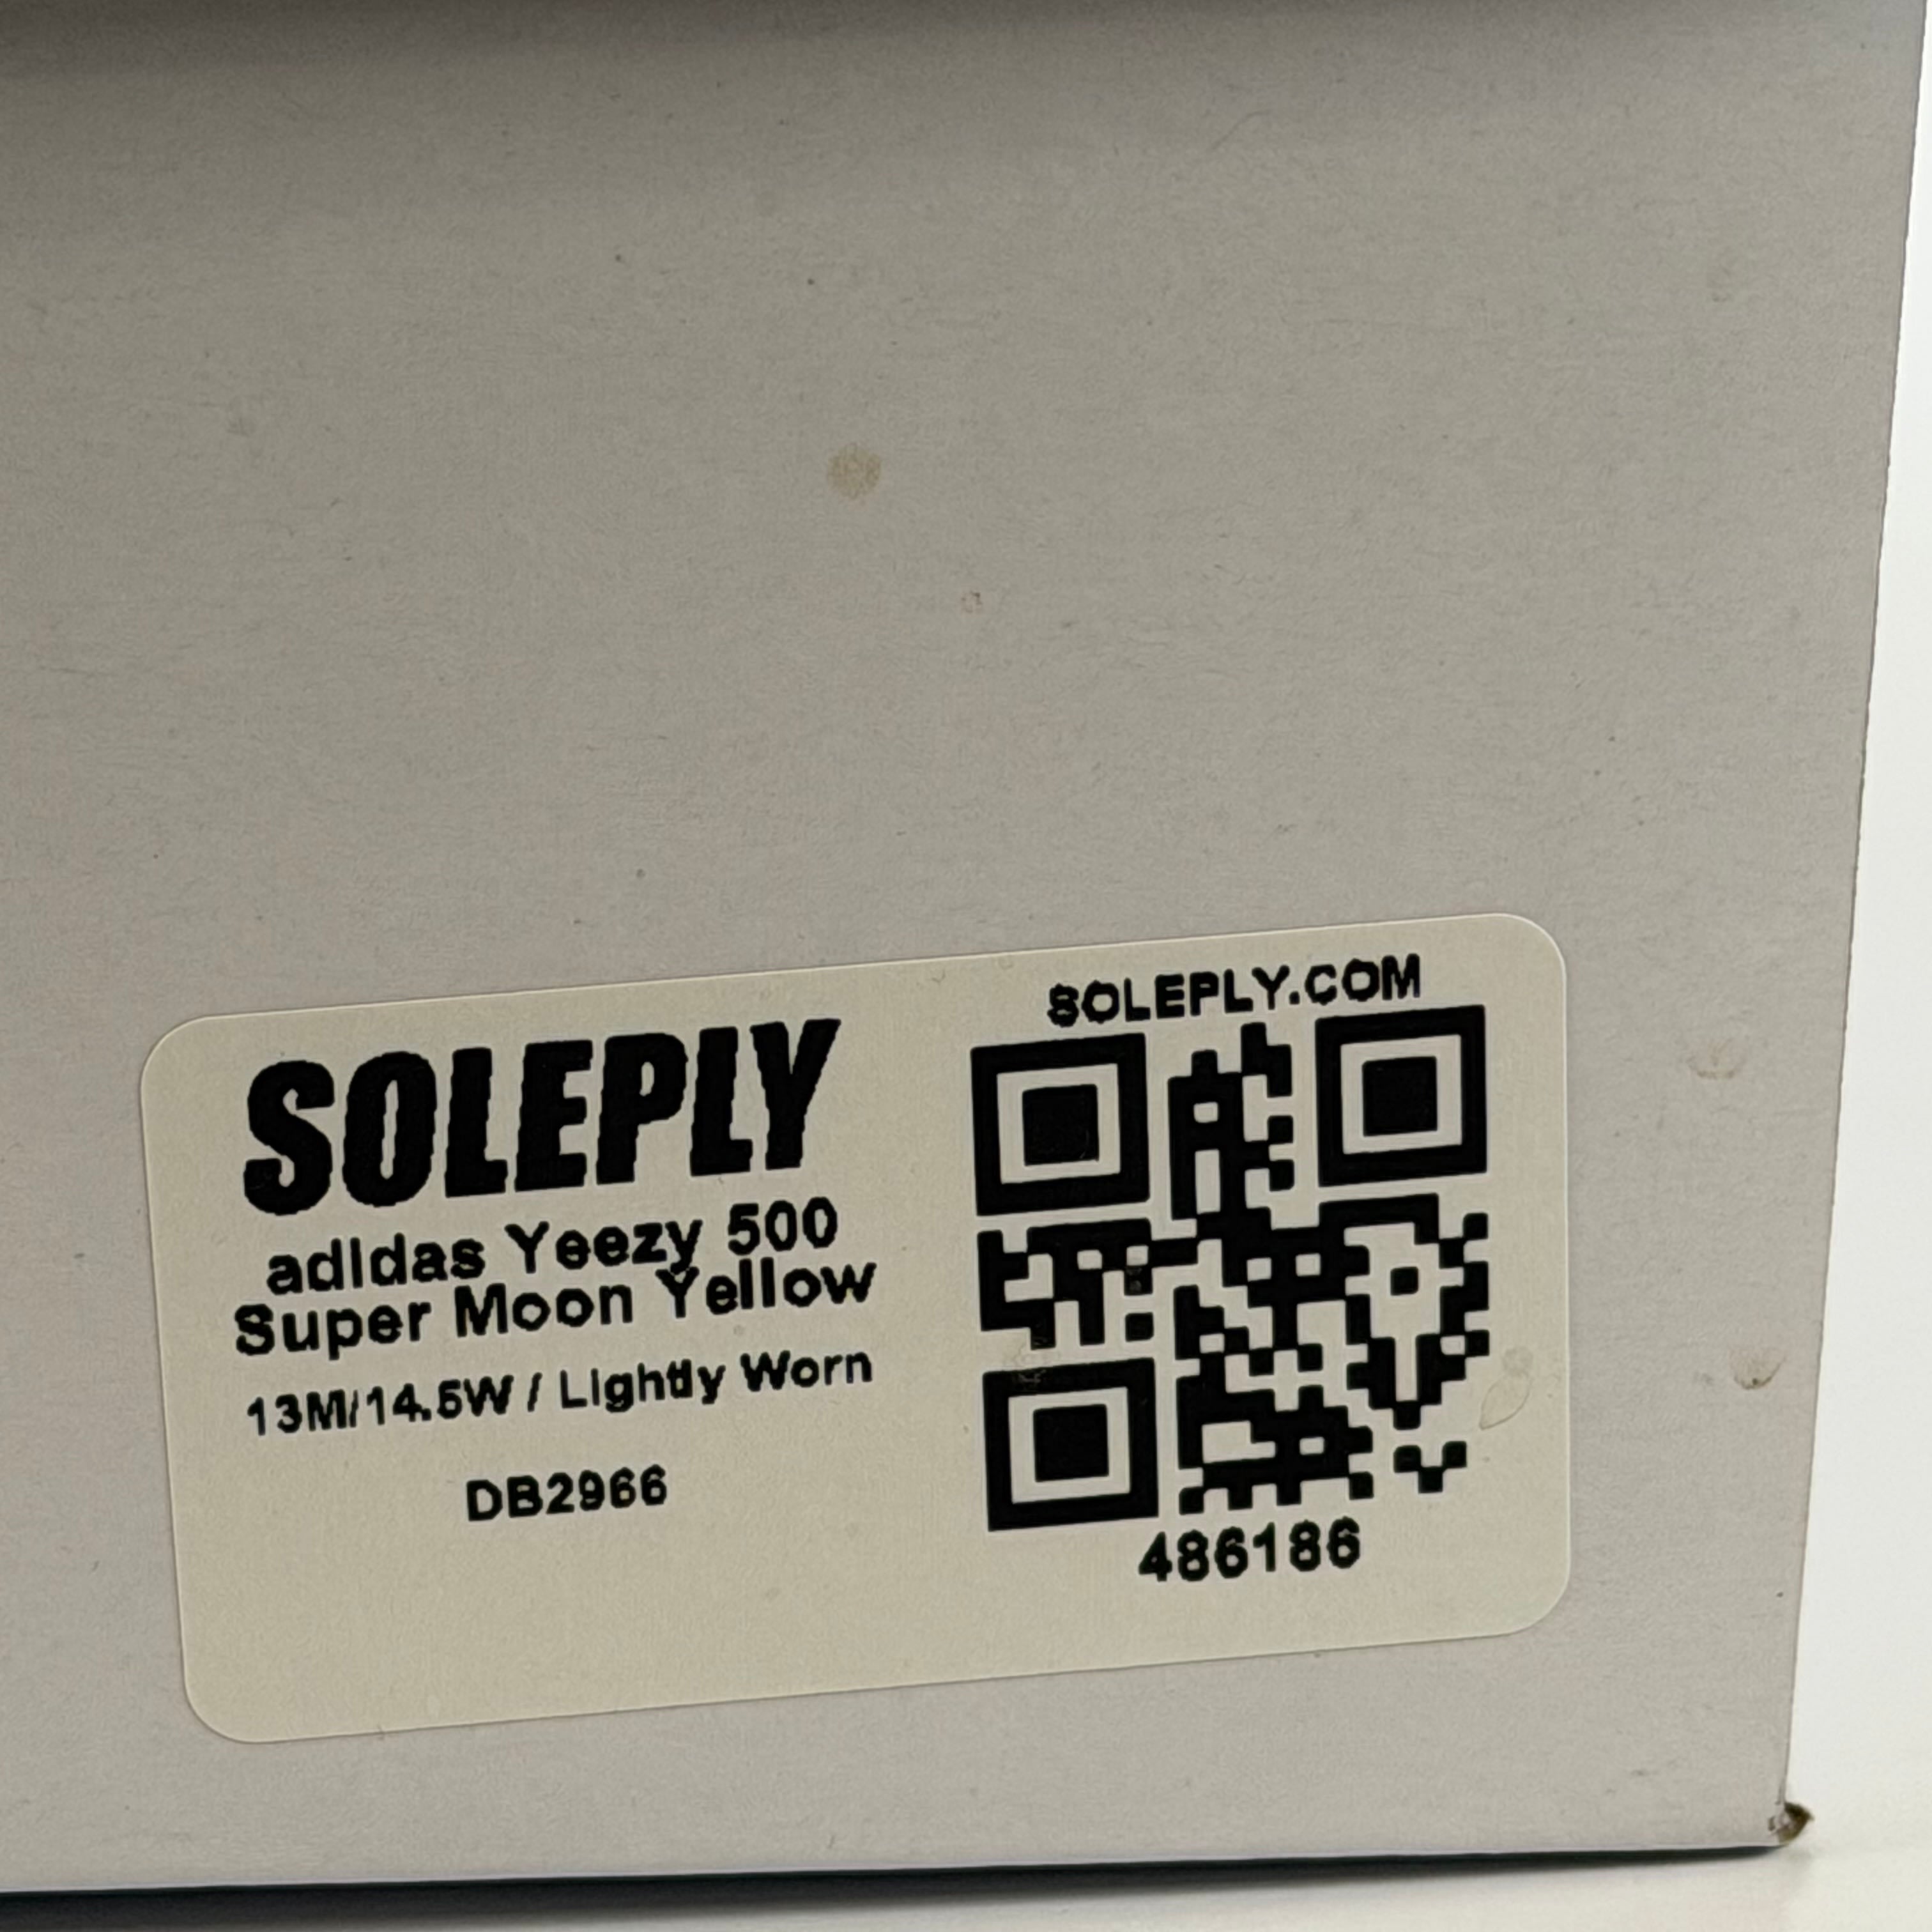 SOLEPLY
adidas Yeezy 500
Super Moon Yellow
13M/14.5W / Lightly Worn
DB2966
SOLEPLY.COM
486186